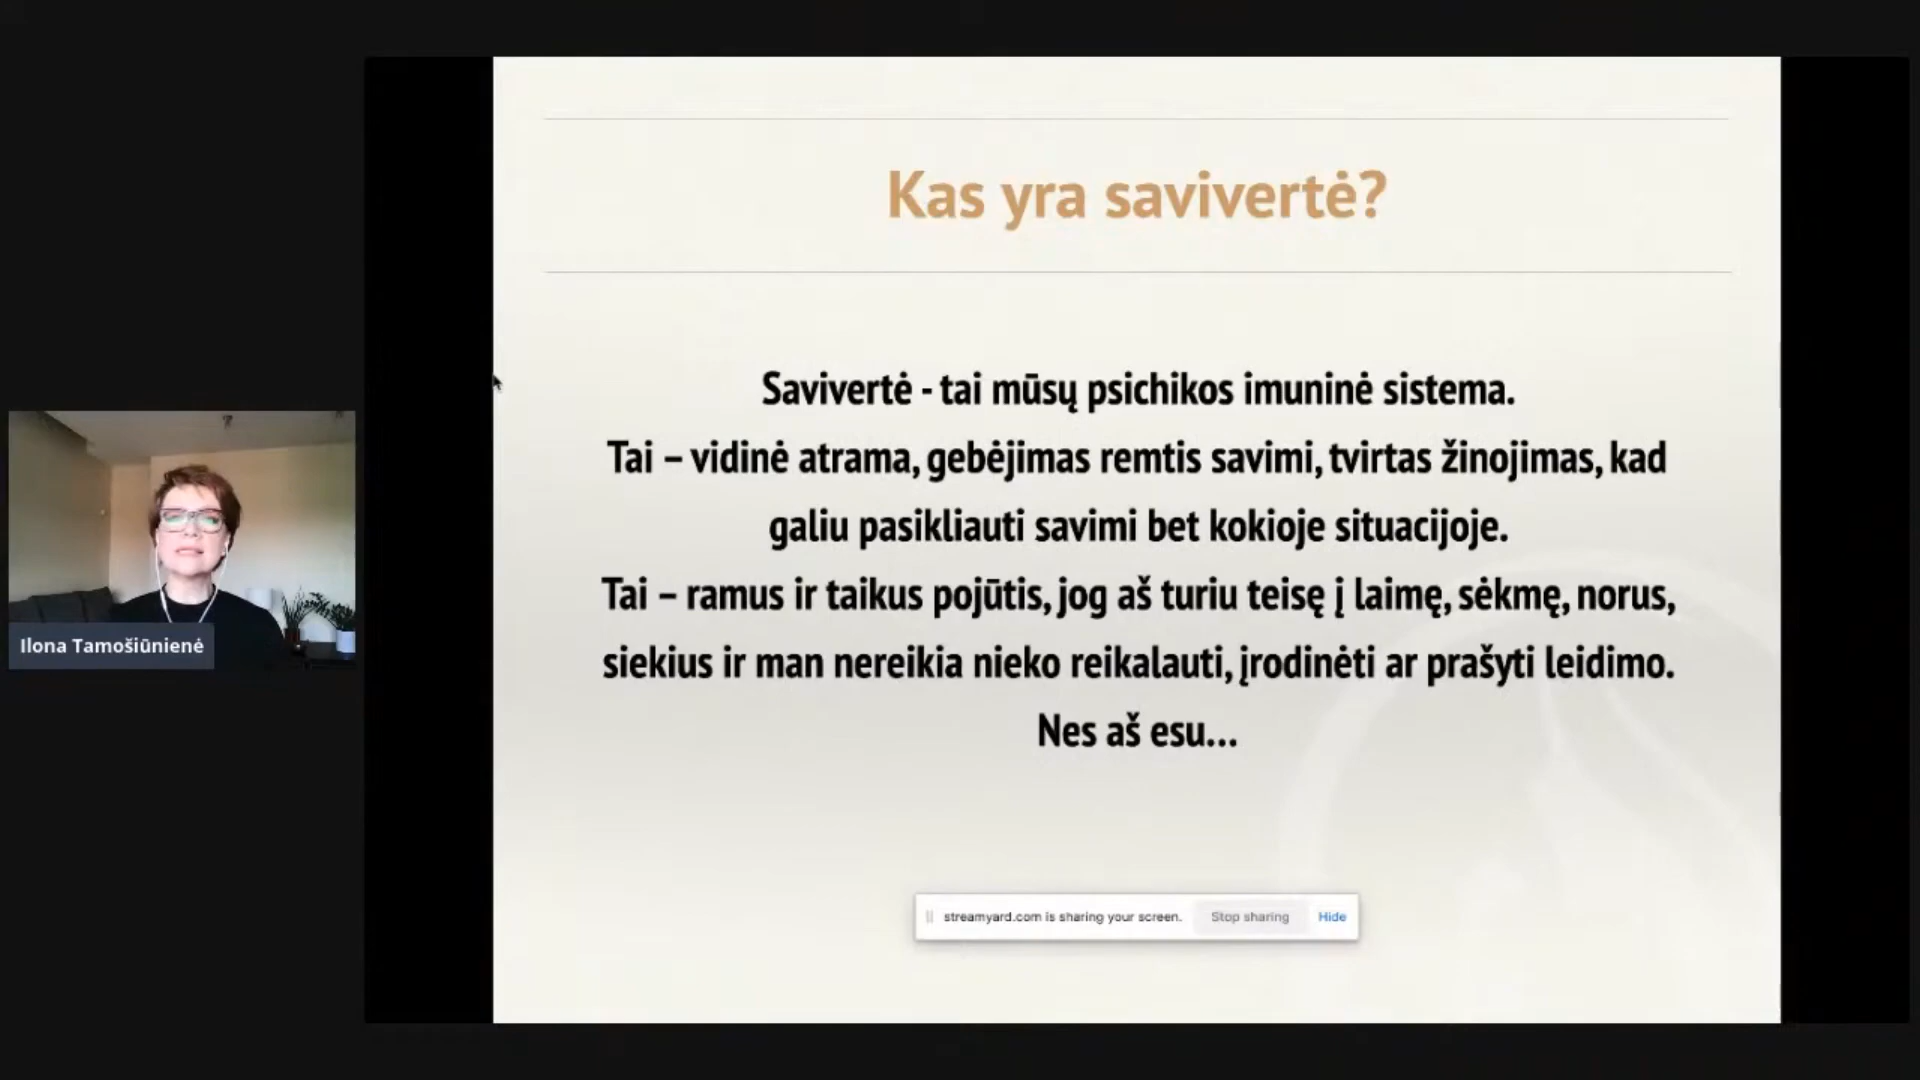 Kas yra savivertė?
Savivertė - tai mūsų psichikos imuninė sistema.
Tai – vidinė atrama, gebėjimas remtis savimi, tvirtas žinojimas, kad
galiu pasikliauti savimi bet kokioje situacijoje.
Tai – ramus ir taikus pojūtis, jog aš turiu teisę į laimę, sėkmę, norus,
siekius ir man nereikia nieko reikalauti, įrodinėti ar prašyti leidimo.
Nes aš esu...
Ilona Tamošiūnienė
streamyard.com is sharing your screen. Stop sharing Hide